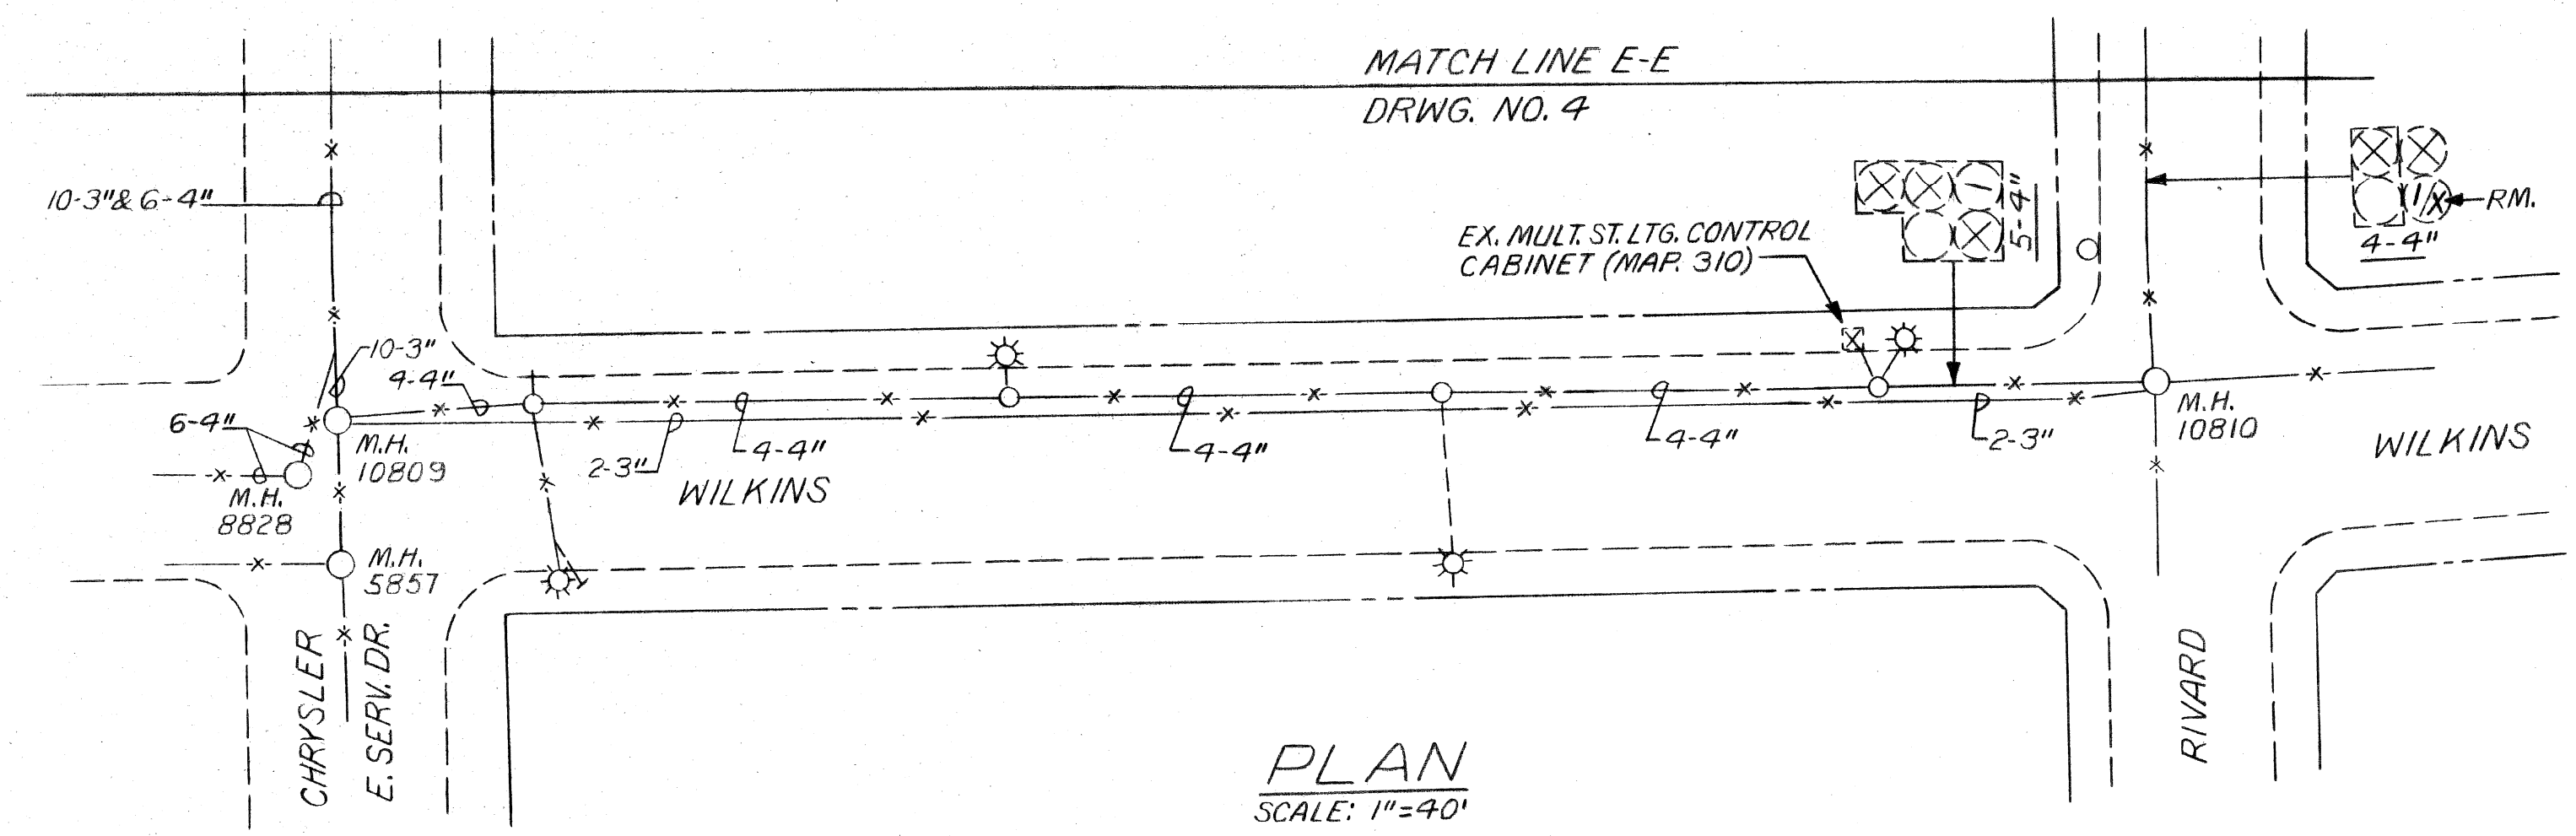 MATCH LINE E-E
DRWG. NO. 4
10-3" & 6-4"
EX. MULT. ST. LTG. CONTROL
CABINET (MAP. 310)
1
5-4"
1/X
RM.
4-4"
10-3"
4-4"
6-4"
M.H.
10809
M.H.
8828
2-3"
4-4"
WILKINS
4-4"
4-4"
2-3"
M.H.
10810
WILKINS
M.H.
5857
CHRYSLER
E. SERV. DR.
RIVARD
PLAN
SCALE: 1"=40'